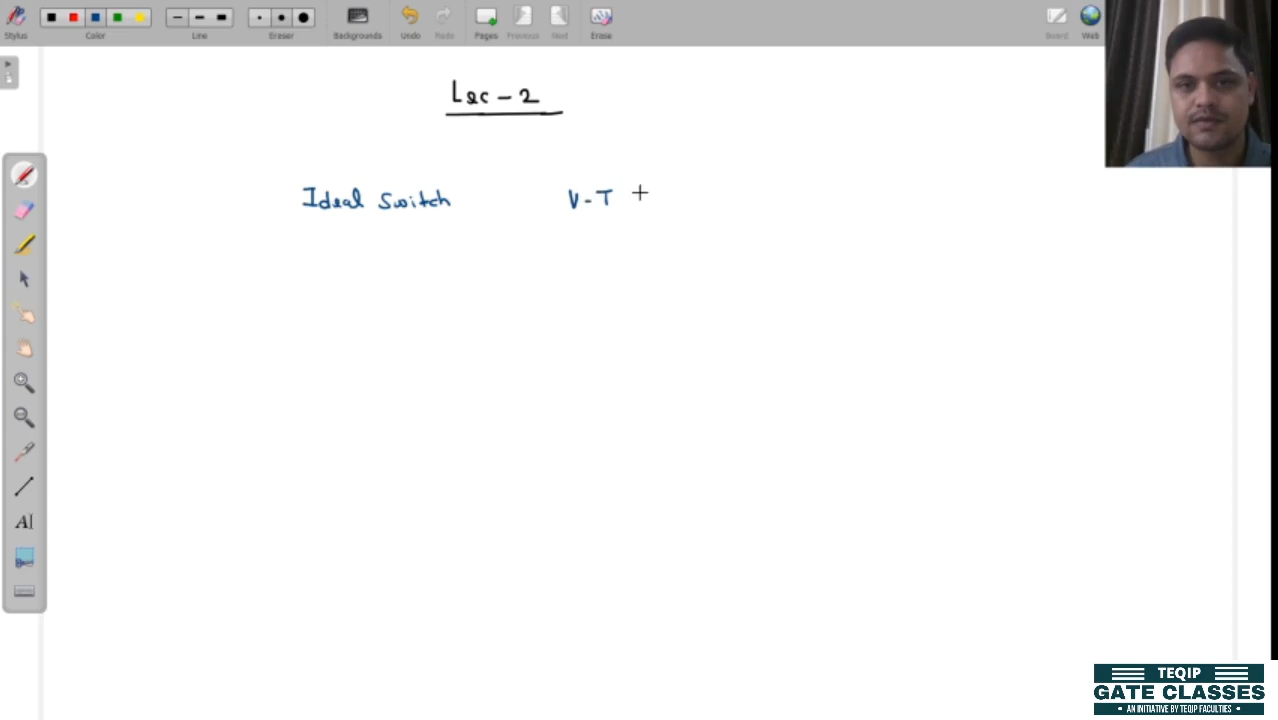 Stylus Color Line Eraser Backgrounds Undo Redo Pages Previous Next Erase Board Web
Lec - 2
Ideal Switch V-I
AI
TEQIP
GATE CLASSES
• AN INITIATIVE BY TEQIP FACULTIES •